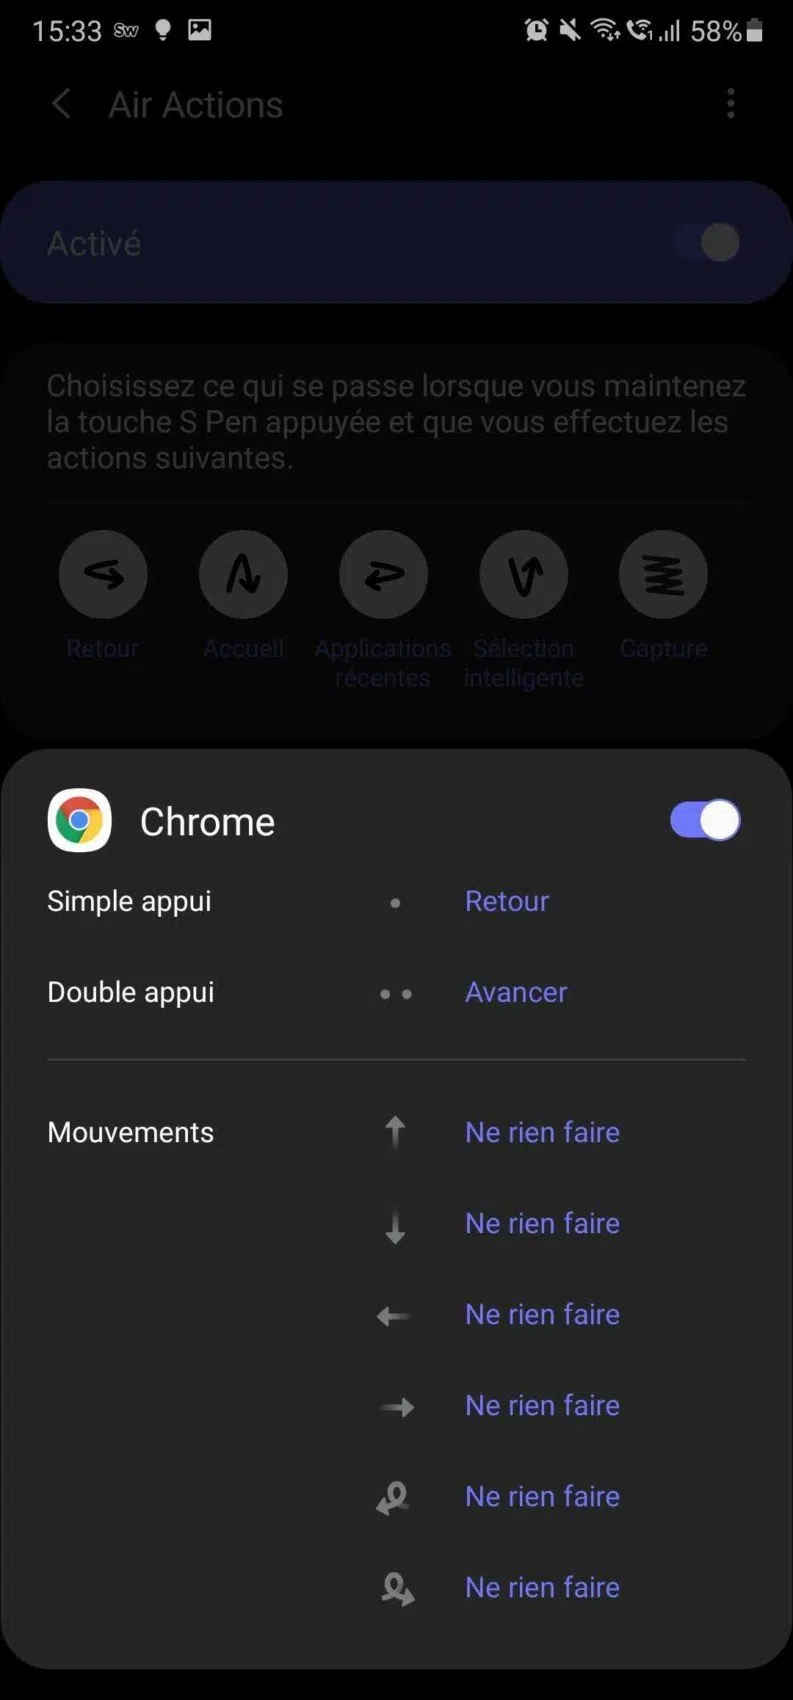 15:33 SW 58%
Air Actions
Activé
Choisissez ce qui se passe lorsque vous maintenez
la touche S Pen appuyée et que vous effectuez les
actions suivantes.
Retour Accueil Applications récentes Sélection intelligente Capture
Chrome
Simple appui Retour
Double appui Avancer
Mouvements Ne rien faire
Ne rien faire
Ne rien faire
Ne rien faire
Ne rien faire
Ne rien faire